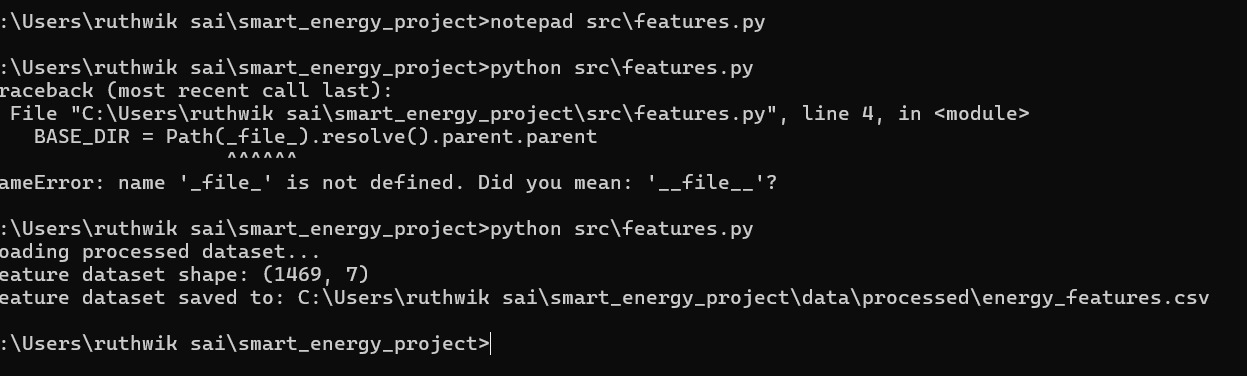 :\Users\ruthwik sai\smart_energy_project>notepad src\features.py
:\Users\ruthwik sai\smart_energy_project>python src\features.py
raceback (most recent call last):
File "C:\Users\ruthwik sai\smart_energy_project\src\features.py", line 4, in <module>
BASE_DIR = Path(_file_).resolve().parent.parent
^^^^^^
ameError: name '_file_' is not defined. Did you mean: '__file__'?
:\Users\ruthwik sai\smart_energy_project>python src\features.py
oading processed dataset...
eature dataset shape: (1469, 7)
eature dataset saved to: C:\Users\ruthwik sai\smart_energy_project\data\processed\energy_features.csv
:\Users\ruthwik sai\smart_energy_project>